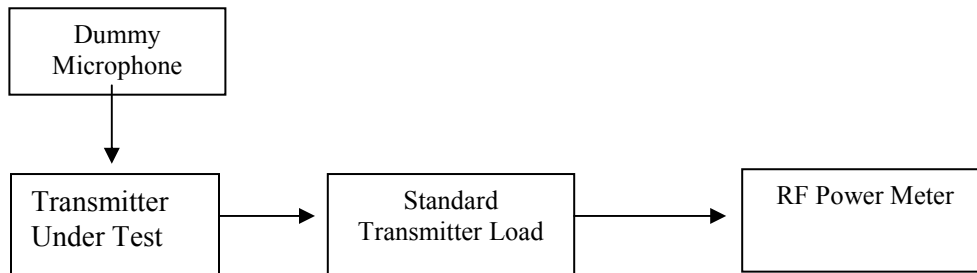 Dummy
Microphone
Transmitter
Under Test
Standard
Transmitter Load
RF Power Meter